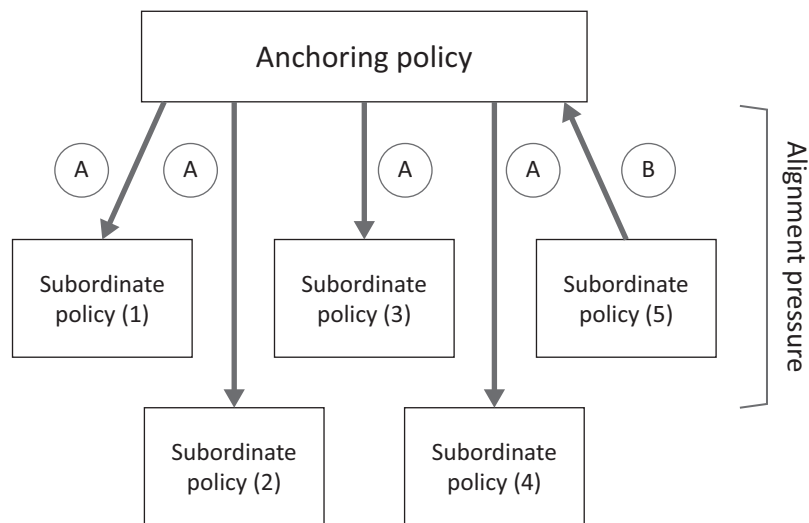 Anchoring policy
A
A
A
A
B
Subordinate
policy (1)
Subordinate
policy (3)
Subordinate
policy (5)
Subordinate
policy (2)
Subordinate
policy (4)
Alignment pressure